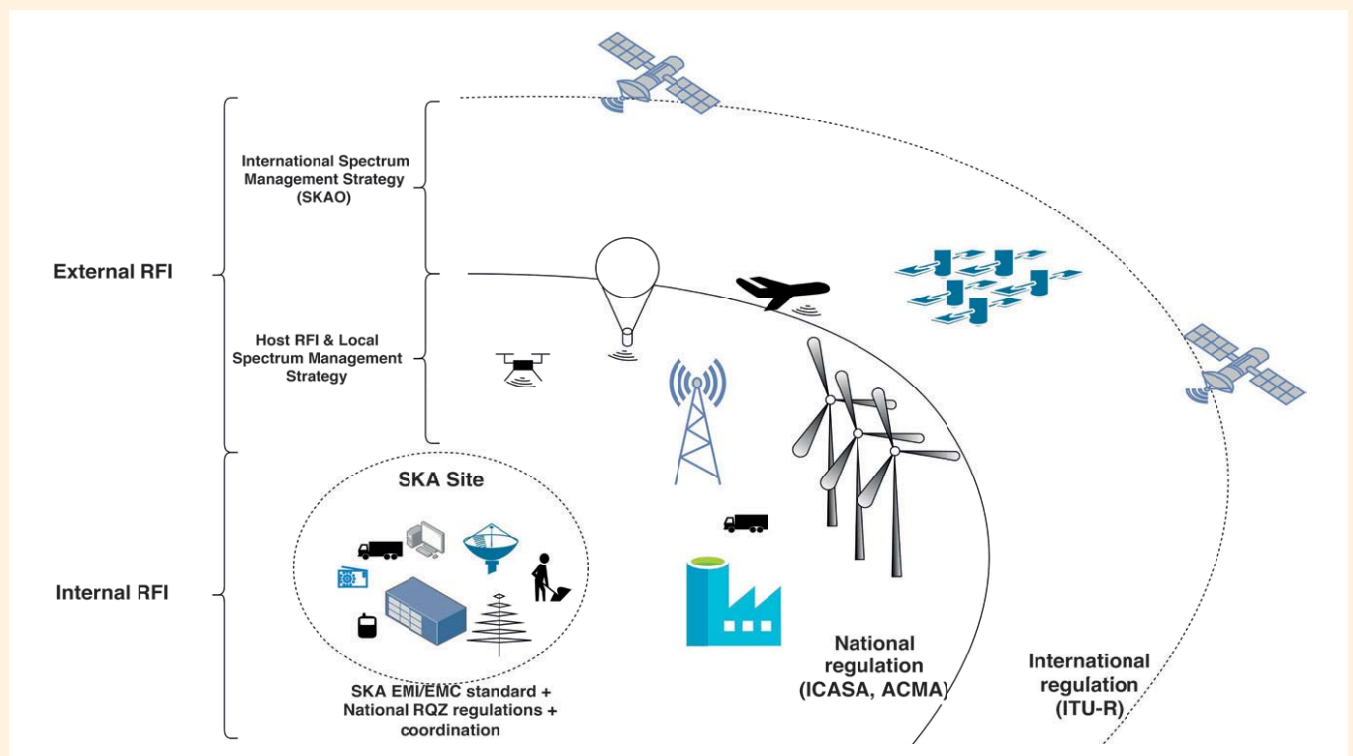 International Spectrum
Management Strategy
(SKAO)
External RFI
Host RFI & Local
Spectrum Management
Strategy
SKA Site
Internal RFI
SKA EMI/EMC standard +
National RQZ regulations +
coordination
National
regulation
(ICASA, ACMA)
International
regulation
(ITU-R)